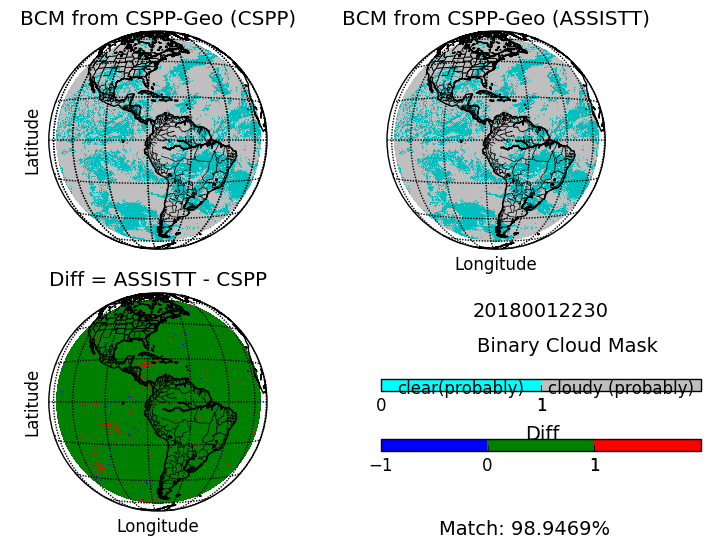 BCM from CSPP-Geo (CSPP)
BCM from CSPP-Geo (ASSISTT)
Latitude
Longitude
Diff = ASSISTT - CSPP
Latitude
Longitude
20180012230
Binary Cloud Mask
clear(probably) cloudy (probably)
0 1
Diff
−1 0 1
Match: 98.9469%